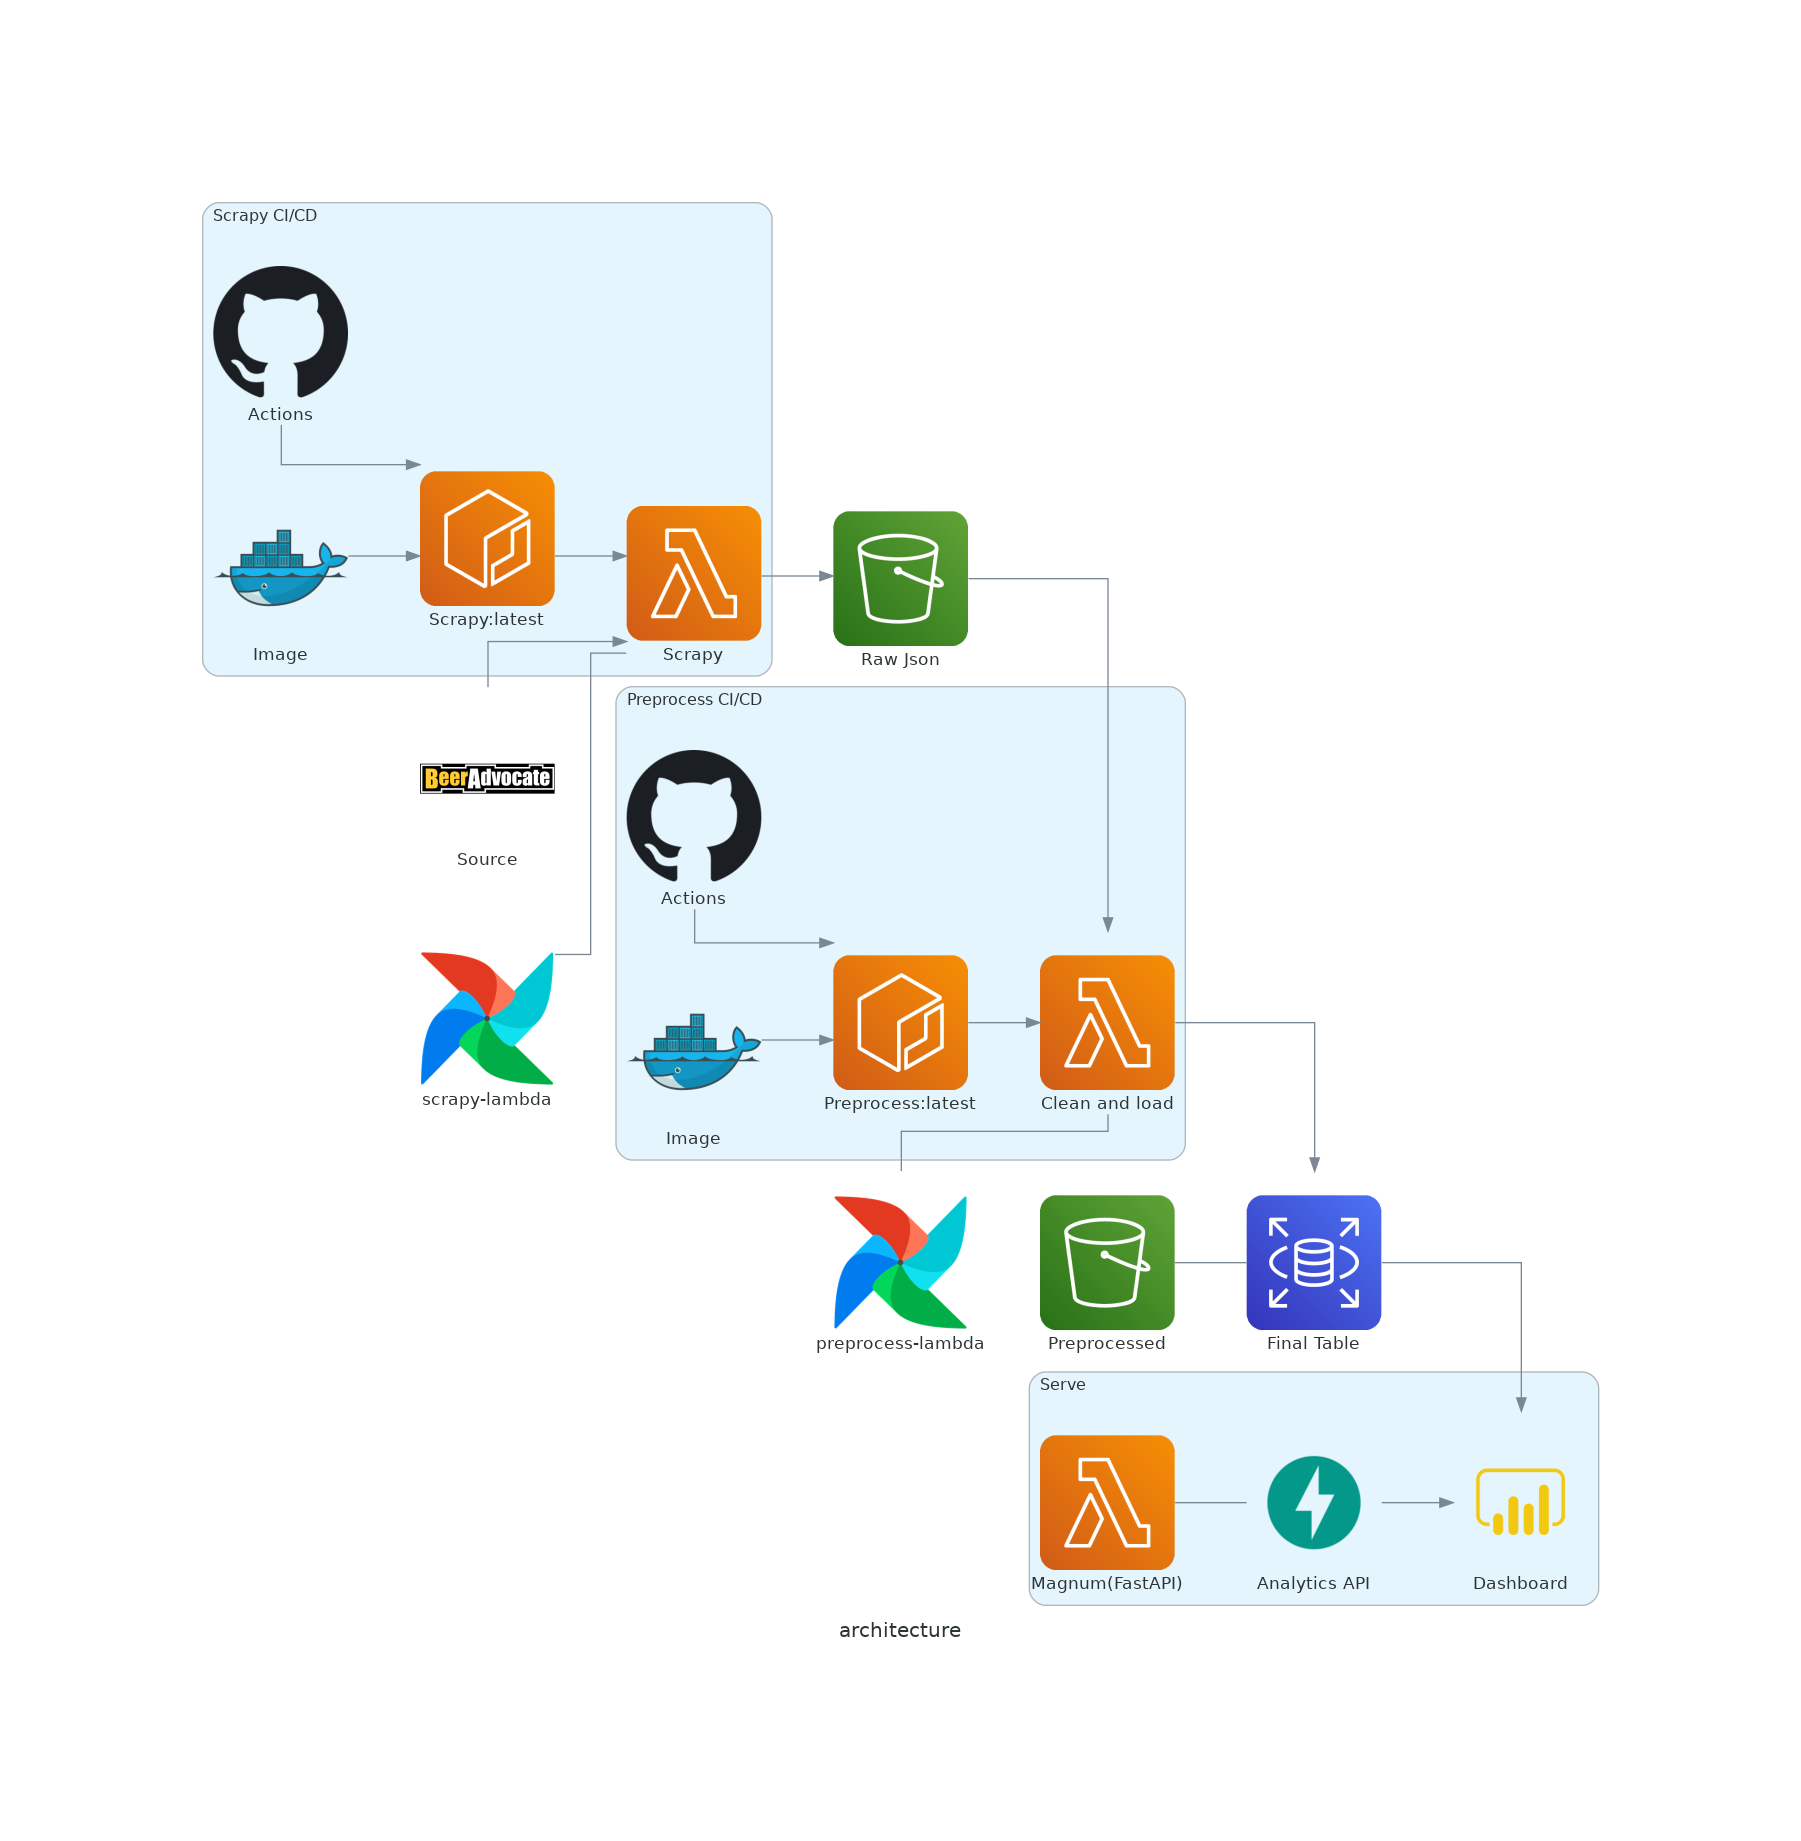 Scrapy CI/CD
Actions
Scrapy:latest
Image
Scrapy
Raw Json
Preprocess CI/CD
BeerAdvocate
Source
Actions
scrapy-lambda
Preprocess:latest
Clean and load
Image
preprocess-lambda
Preprocessed
Final Table
Serve
Magnum(FastAPI)
Analytics API
Dashboard
architecture